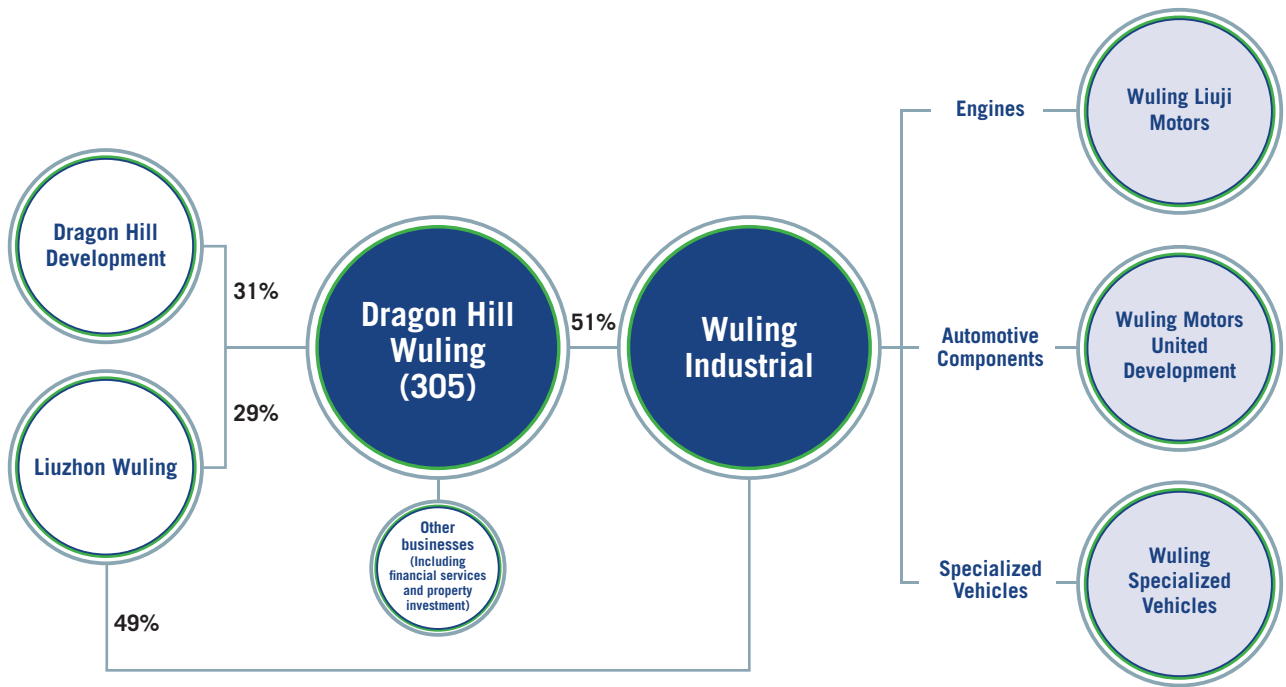 Dragon Hill
Development
31%
29%
Liuzhon Wuling
49%
Dragon Hill
Wuling
(305)
Other
businesses
(Including
financial services
and property
investment)
51%
Wuling
Industrial
Engines
Wuling Liuji
Motors
Automotive
Components
Wuling Motors
United
Development
Specialized
Vehicles
Wuling
Specialized
Vehicles